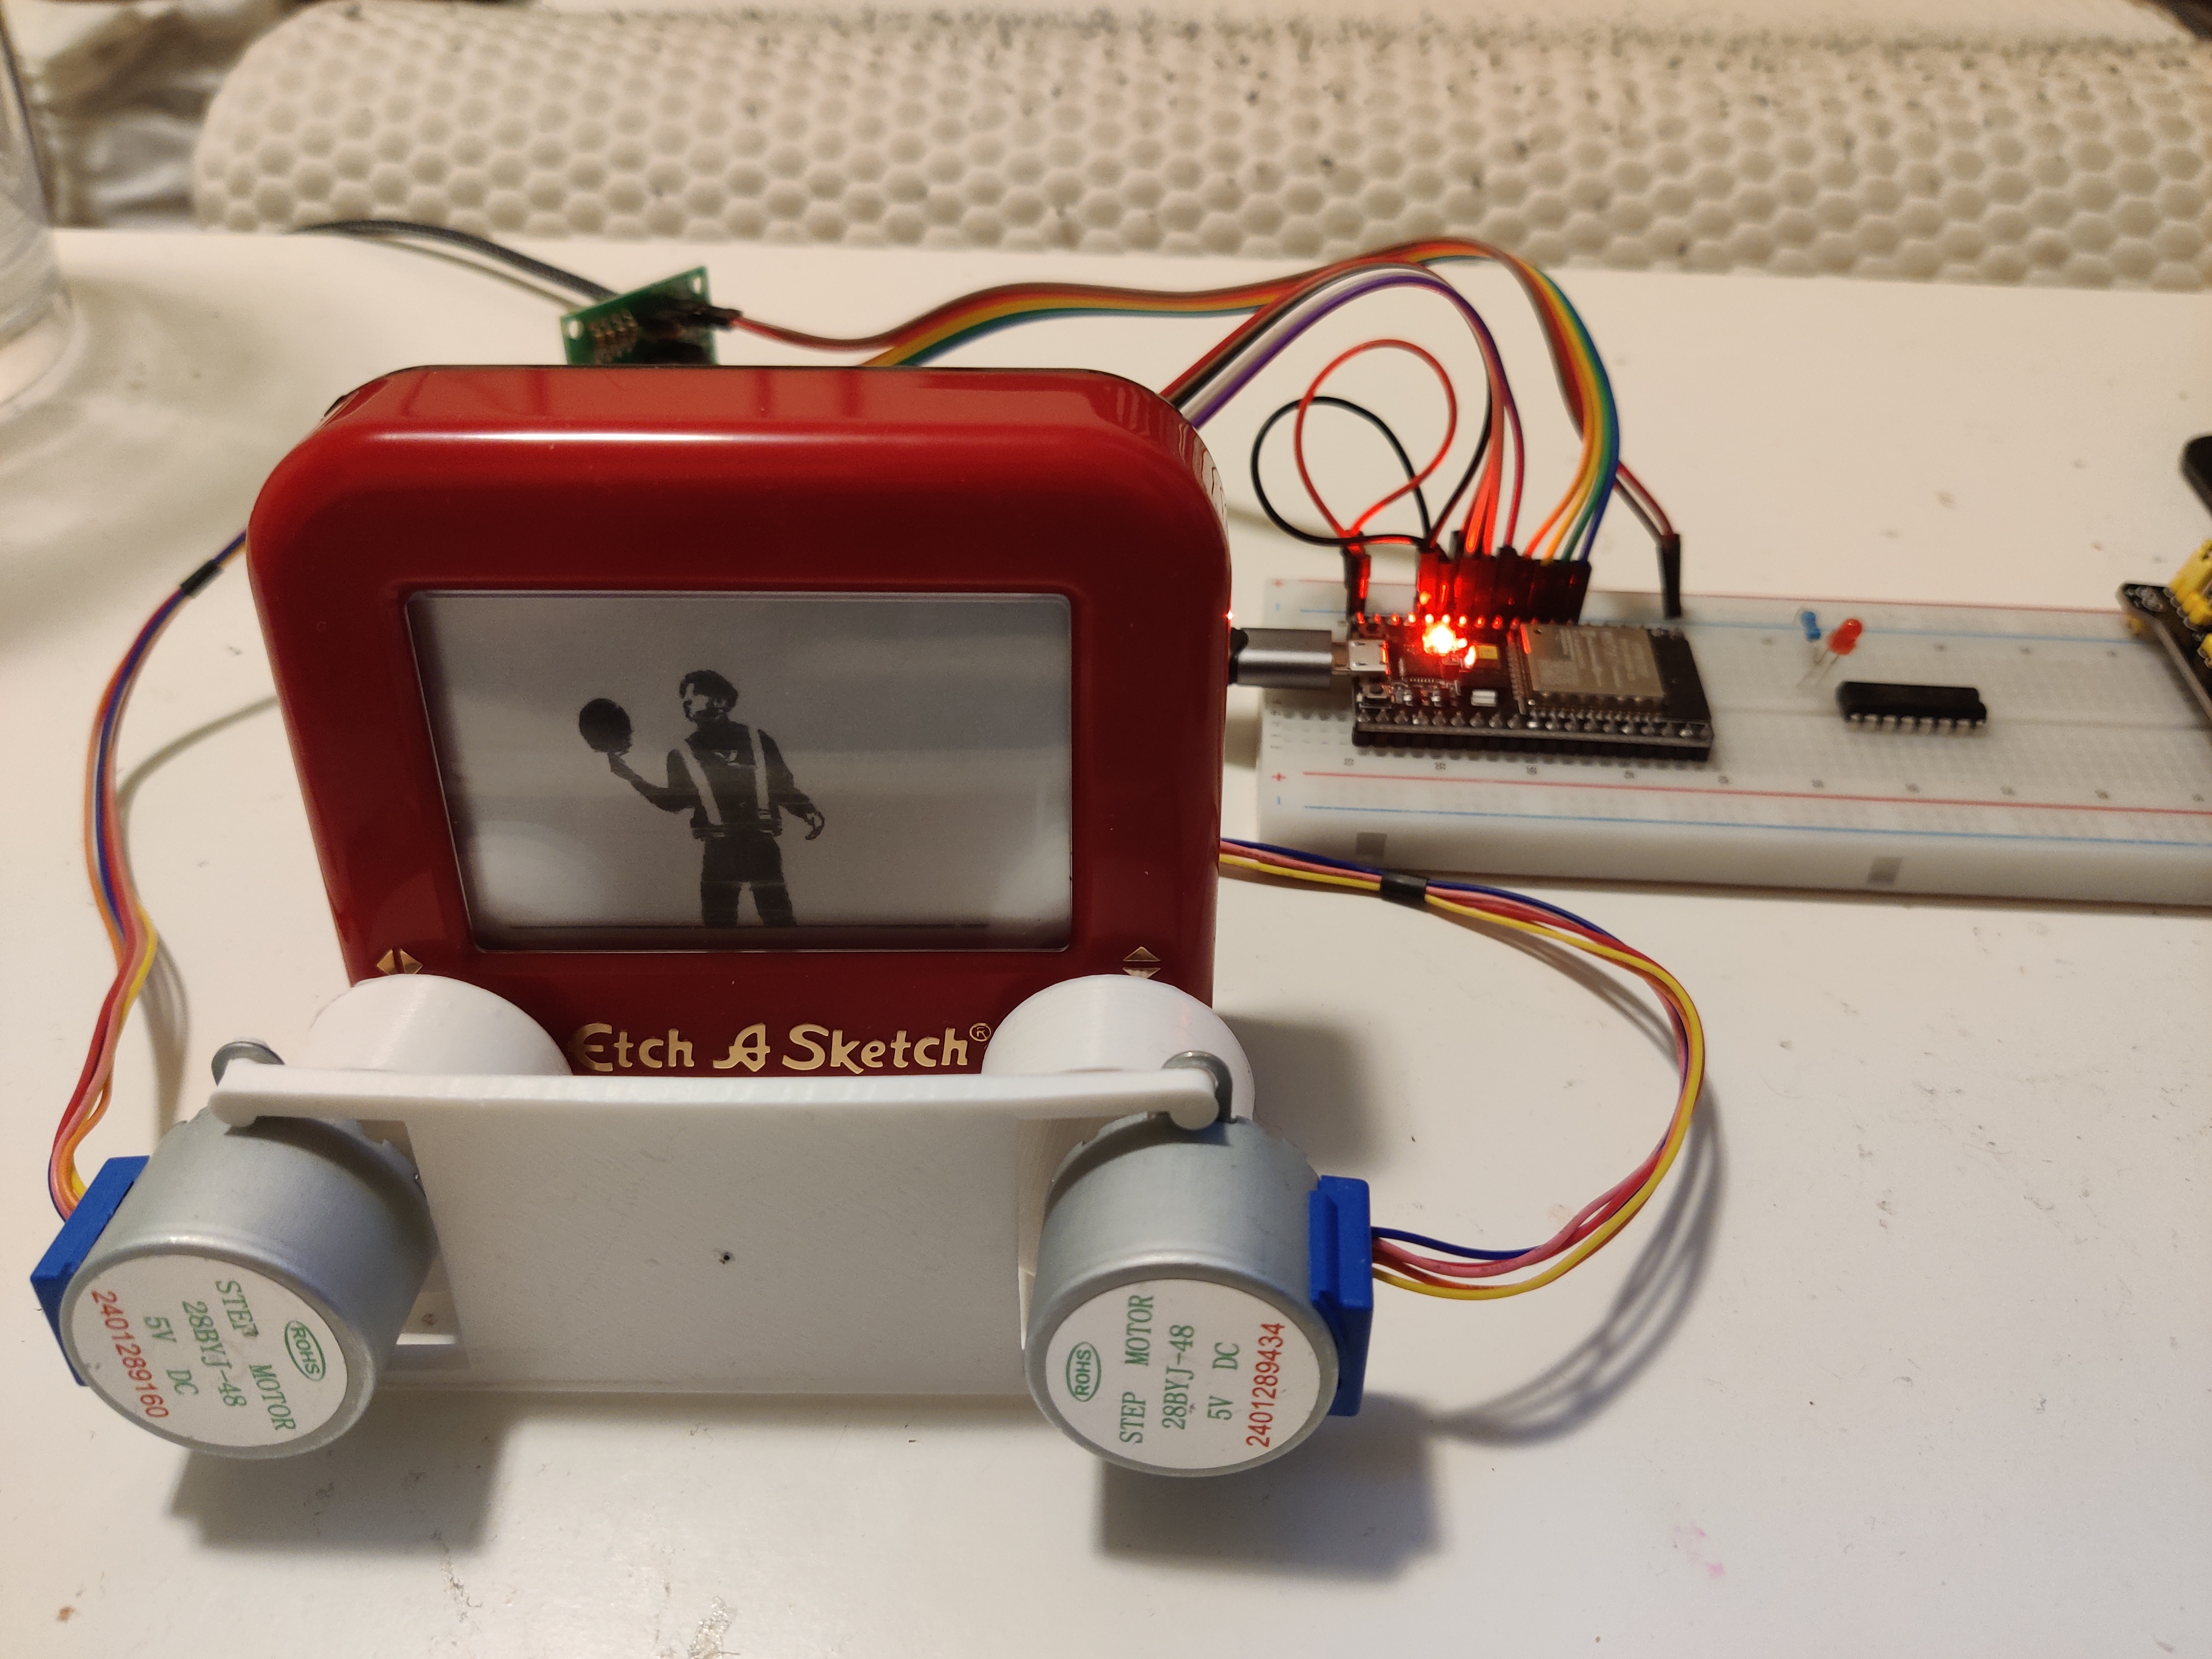 Etch A Sketch®
ROHS
STEP MOTOR
28BYJ-48
5V DC
2401289160
ROHS
STEP MOTOR
28BYJ-48
5V DC
2401289434